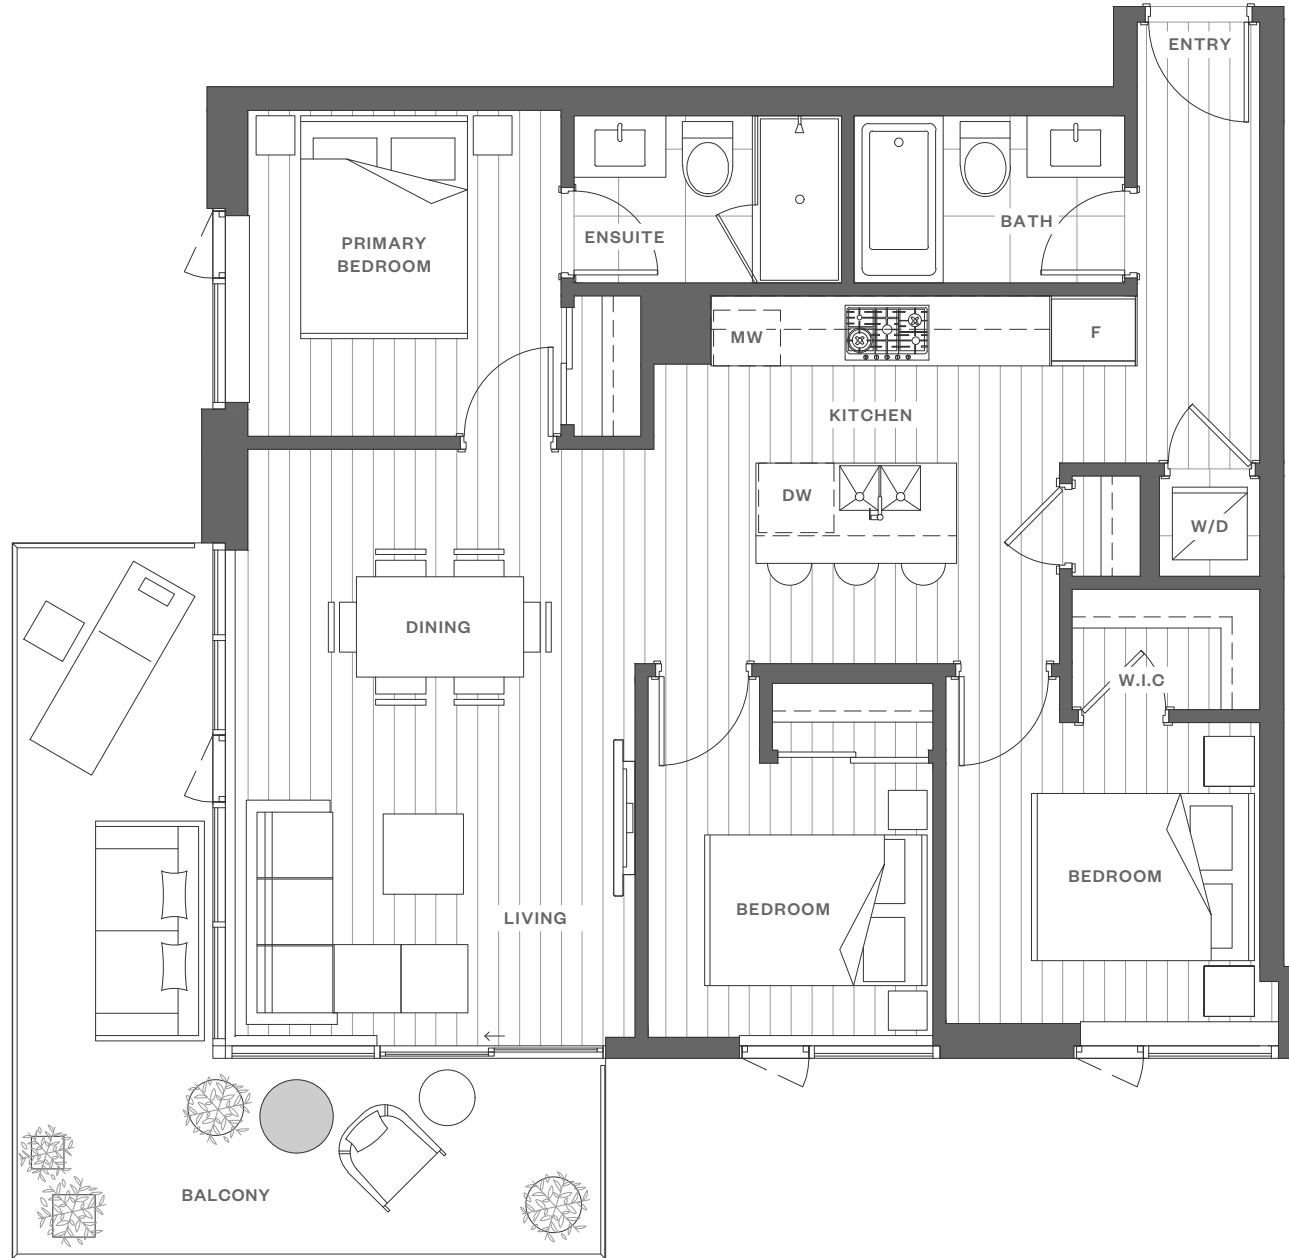 ENTRY
BATH
ENSUITE
PRIMARY
BEDROOM
MW
F
KITCHEN
DW
W/D
DINING
W.I.C
BEDROOM
BEDROOM
LIVING
BALCONY